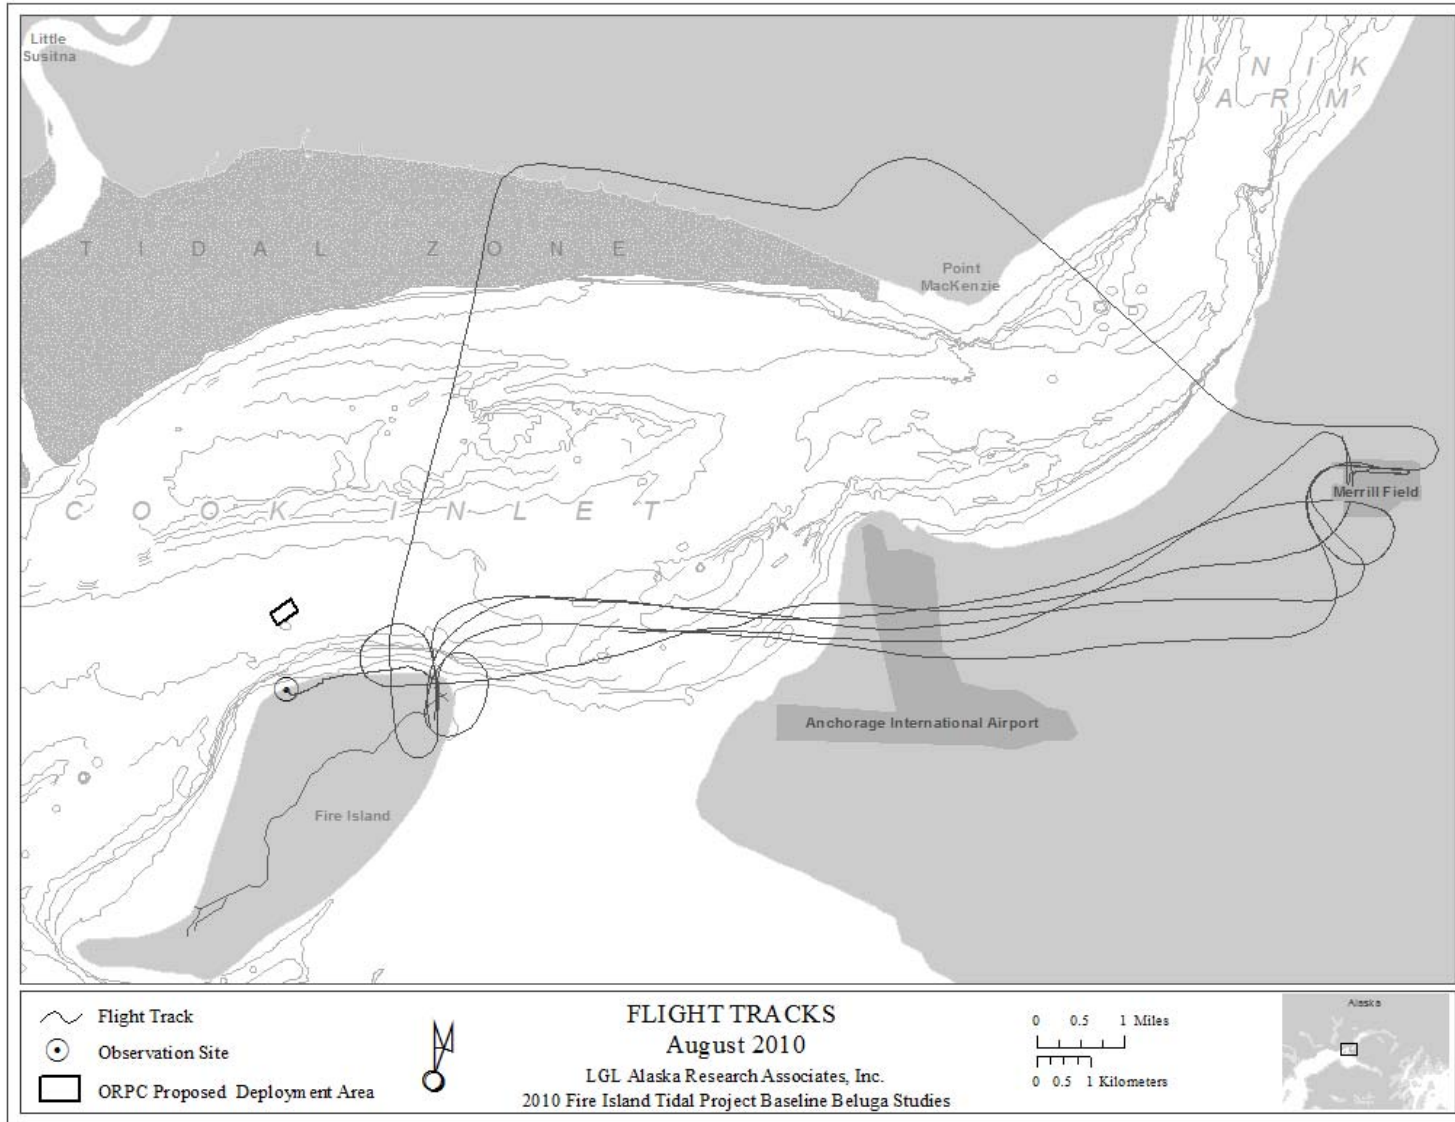 Little
Susitna
K N I K
A R M
T I D A L Z O N E
Point
MacKenzie
Merrill Field
C O O K I N L E T
Anchorage International Airport
Fire Island
Flight Track
Observation Site
ORPC Proposed Deployment Area
N
FLIGHT TRACKS
August 2010
LGL Alaska Research Associates, Inc.
2010 Fire Island Tidal Project Baseline Beluga Studies
0 0.5 1 Miles
0 0.5 1 Kilometers
Alaska